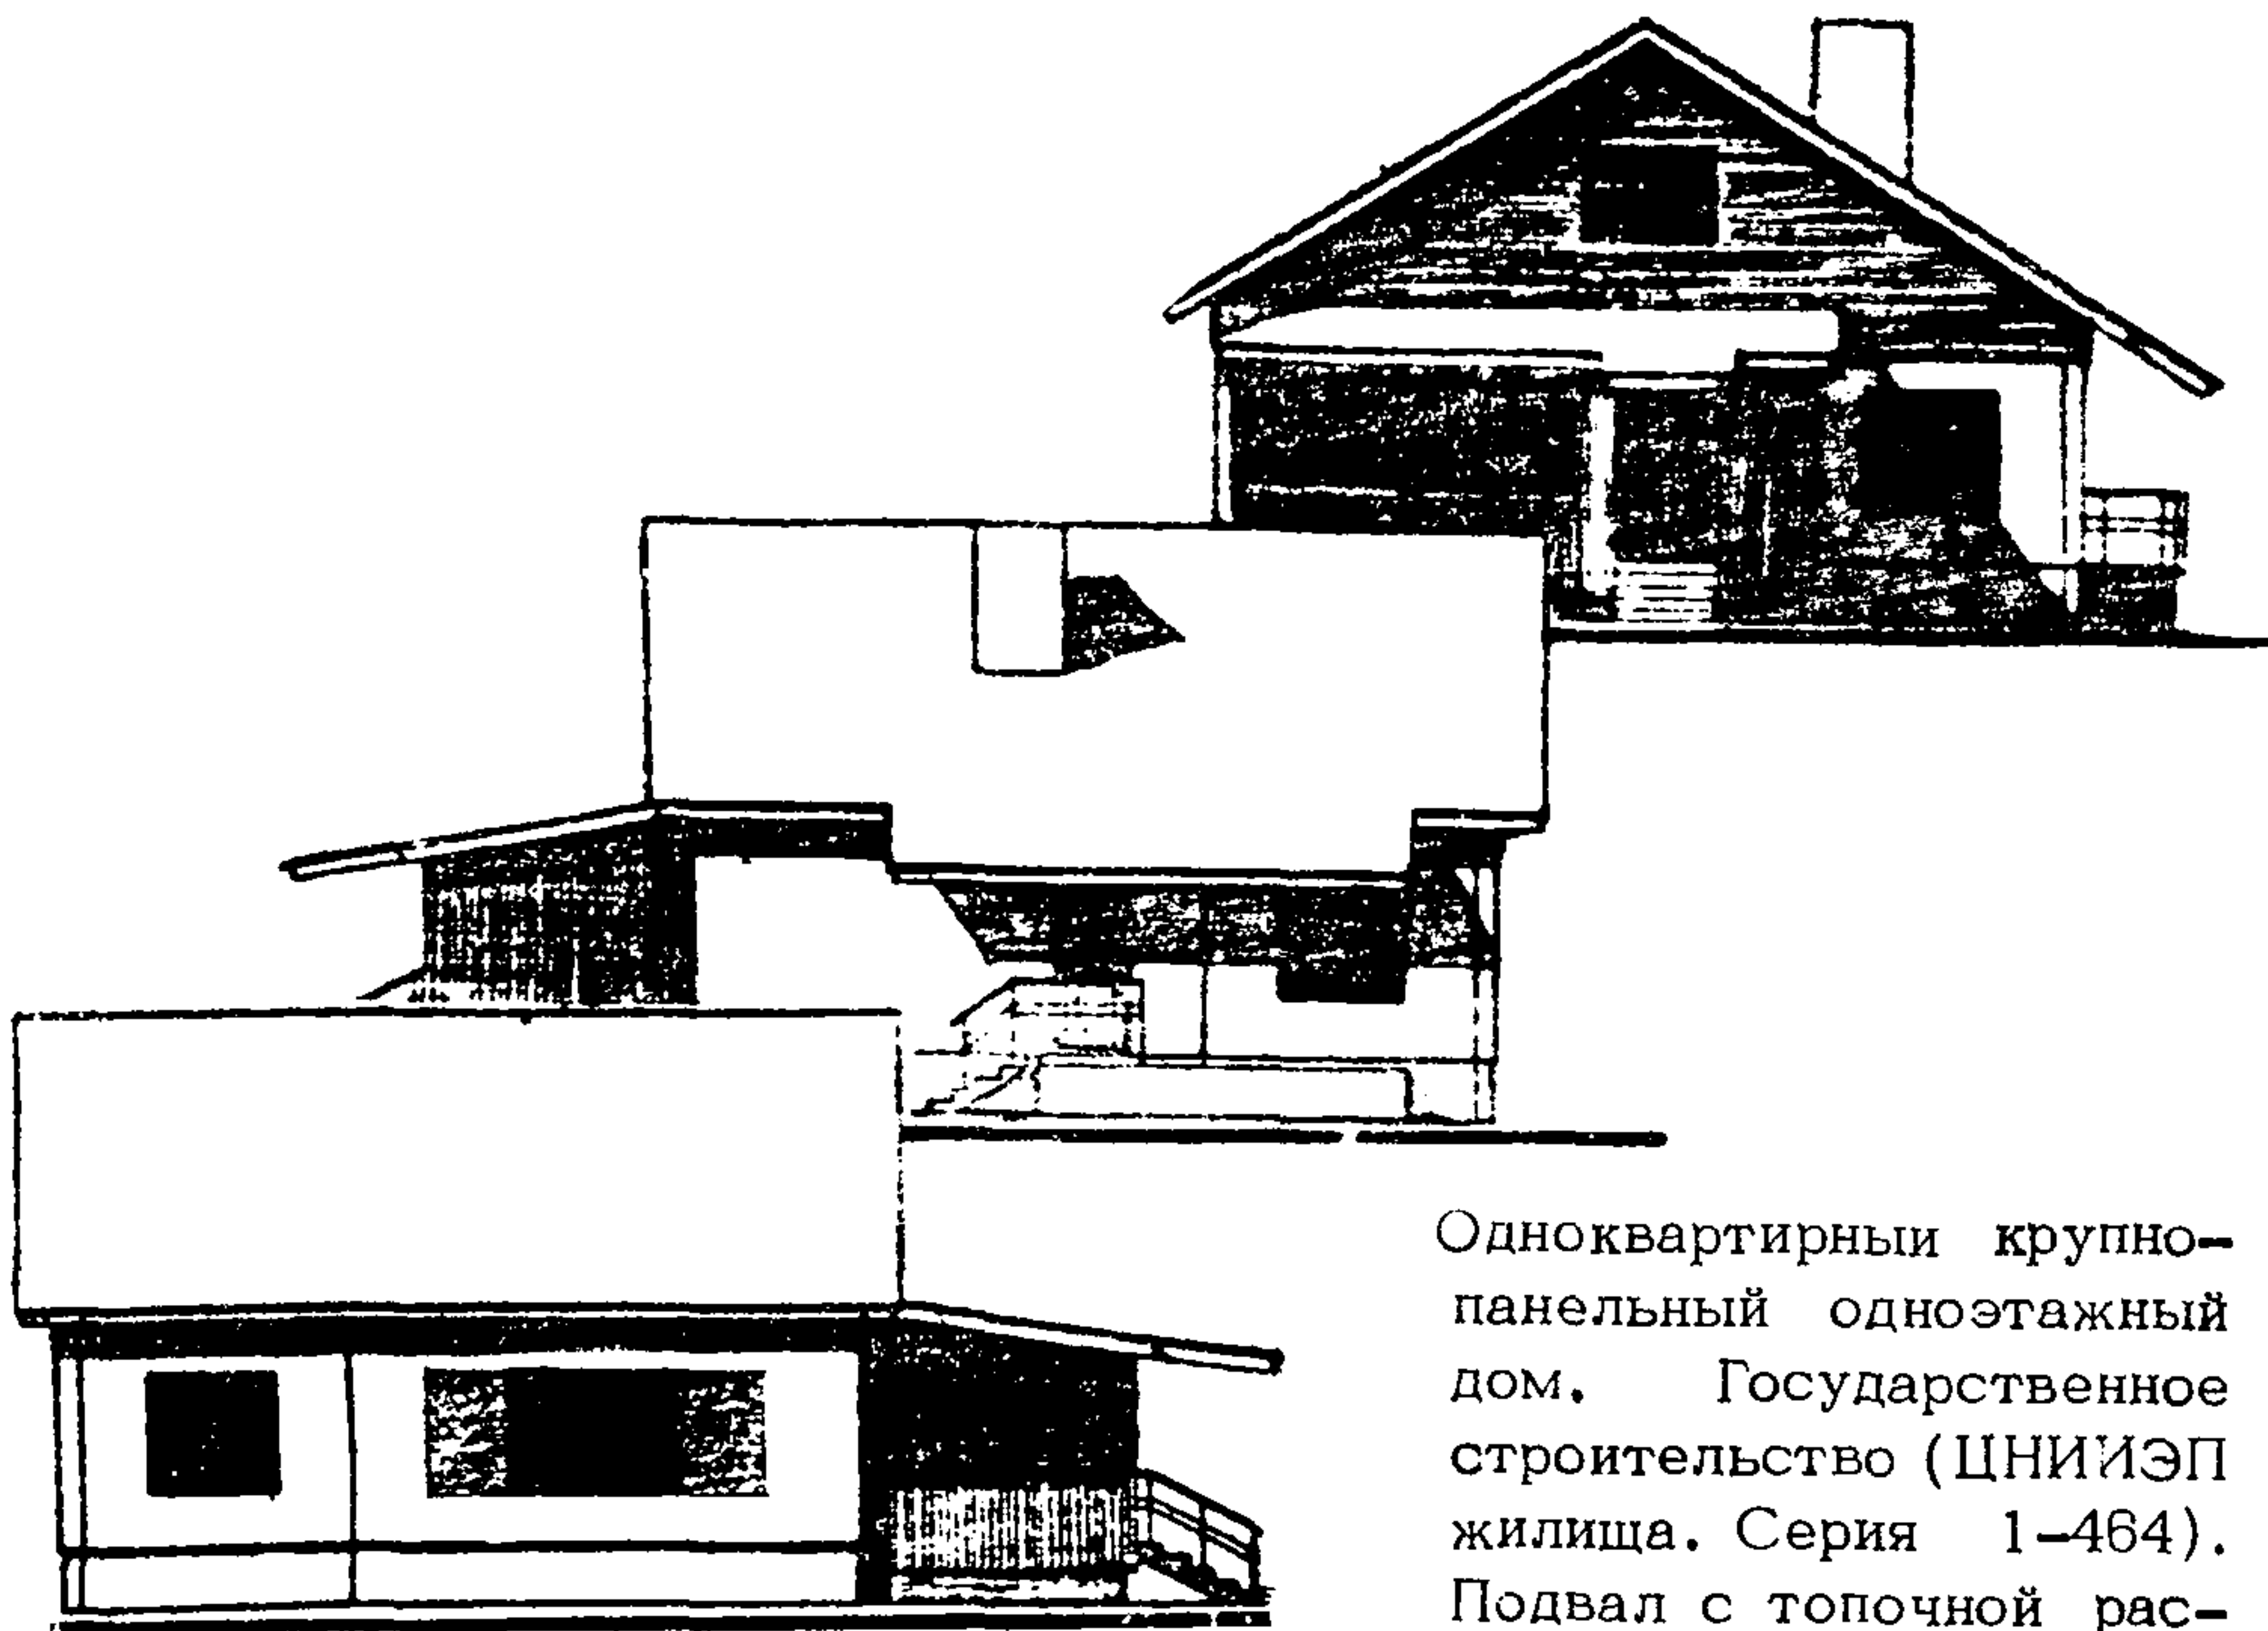 Одноквартирный крупно-
панельный одноэтажный
дом. Государственное
строительство (ЦНИИЭП
жилища. Серия 1-464).
Подвал с топочной рас-